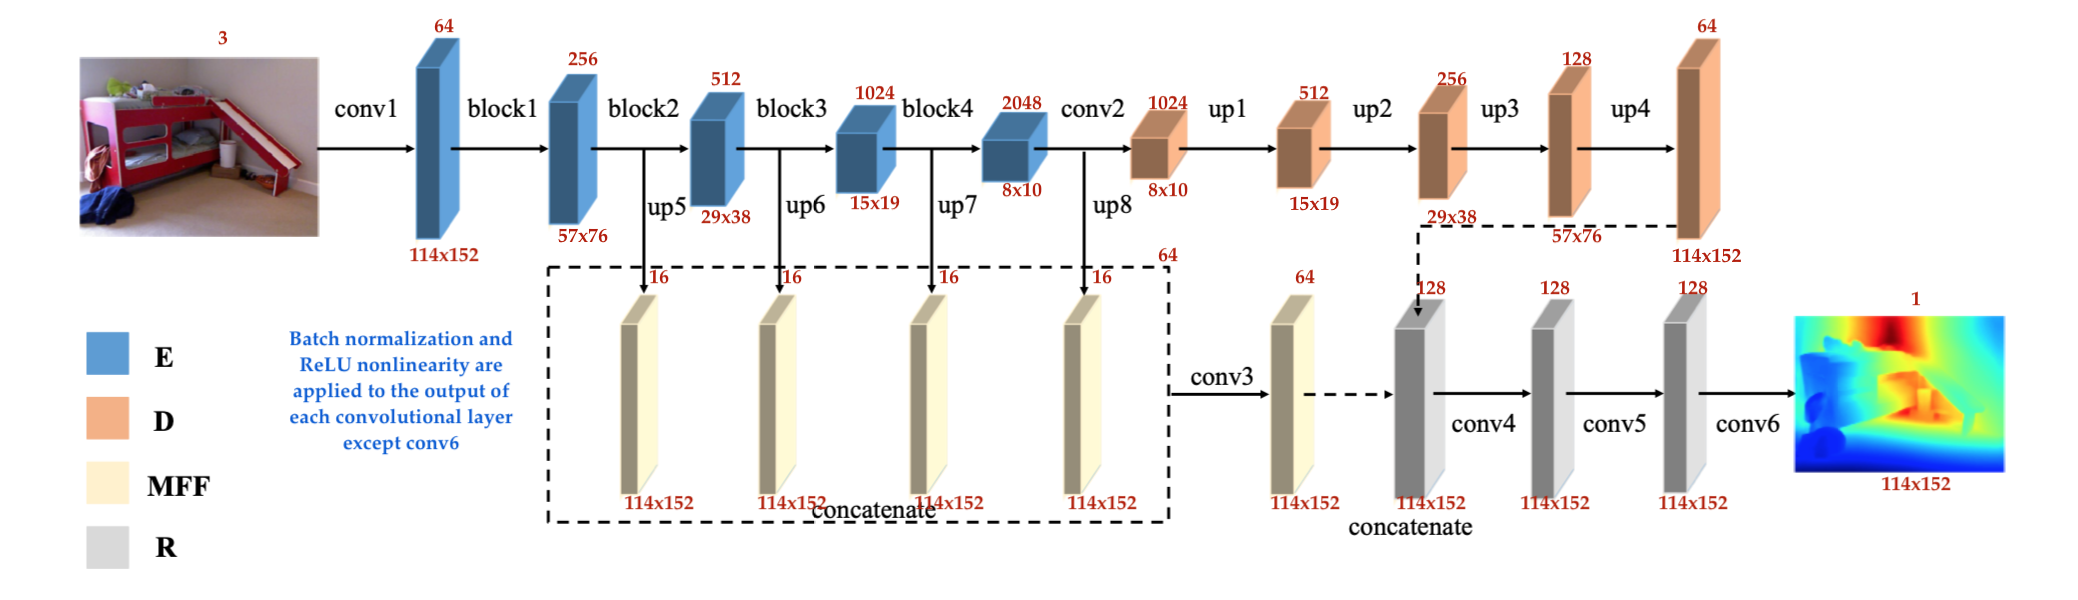 3
64
256
512
1024
2048
1024
512
256
128
64
conv1
block1
block2
block3
block4
conv2
up1
up2
up3
up4
114x152
57x76
29x38
15x19
8x10
8x10
15x19
29x38
57x76
114x152
up5
up6
up7
up8
64
16
16
16
16
64
128
128
128
1
E
D
MFF
R
Batch normalization and
ReLU nonlinearity are
applied to the output of
each convolutional layer
except conv6
conv3
conv4
conv5
conv6
114x152
114x152
114x152
114x152
114x152
114x152
114x152
114x152
114x152
concatenate
concatenate